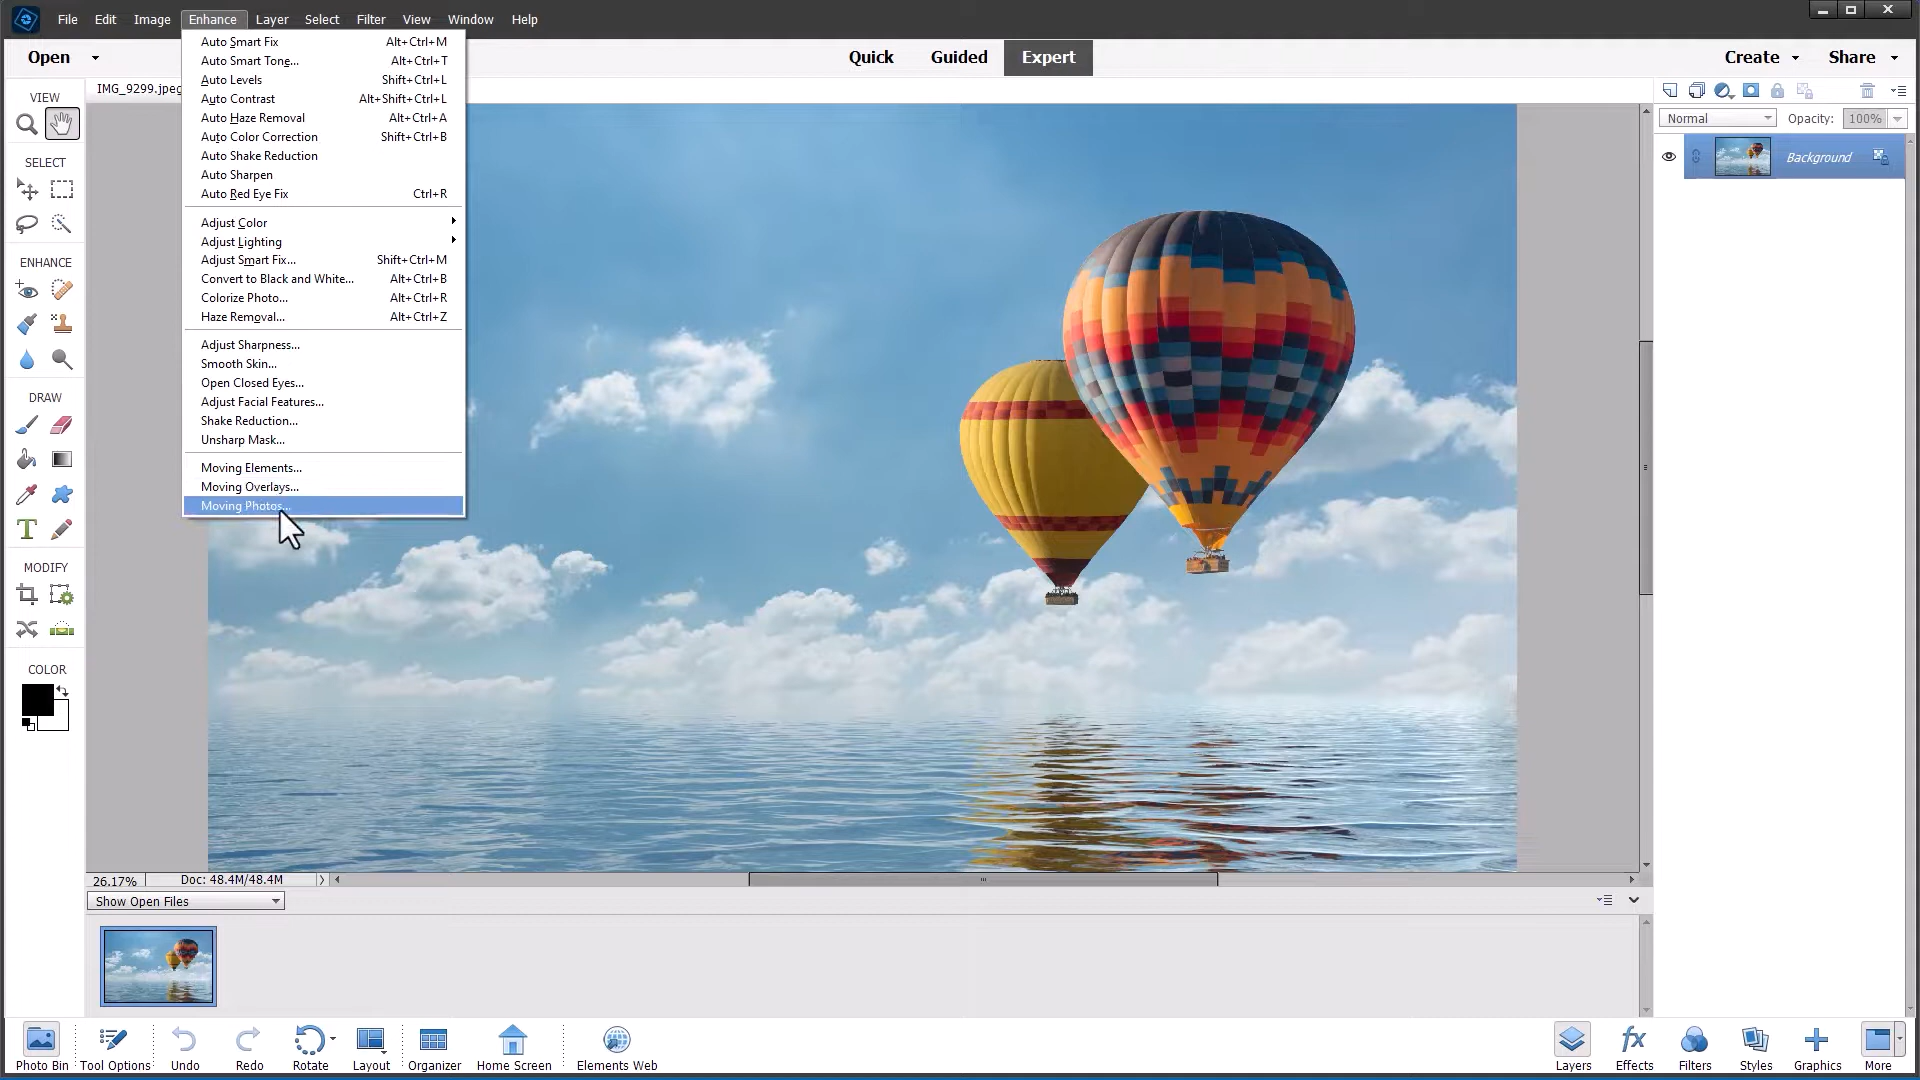 File Edit Image Enhance Layer Select Filter View Window Help
Open Quick Guided Expert Create Share
IMG_9299.jpeg
Auto Smart Fix Alt+Ctrl+M
Auto Smart Tone... Alt+Ctrl+T
Auto Levels Shift+Ctrl+L
Auto Contrast Alt+Shift+Ctrl+L
Auto Haze Removal Alt+Ctrl+A
Auto Color Correction Shift+Ctrl+B
Auto Shake Reduction
Auto Sharpen
Auto Red Eye Fix Ctrl+R
Adjust Color
Adjust Lighting
Adjust Smart Fix... Shift+Ctrl+M
Convert to Black and White... Alt+Ctrl+B
Colorize Photo... Alt+Ctrl+R
Haze Removal... Alt+Ctrl+Z
Adjust Sharpness...
Smooth Skin...
Open Closed Eyes...
Adjust Facial Features...
Shake Reduction...
Unsharp Mask...
Moving Elements...
Moving Overlays...
Moving Photos...
VIEW
SELECT
ENHANCE
DRAW
MODIFY
COLOR
Normal Opacity: 100%
Background
26.17% Doc: 48.4M/48.4M
Show Open Files
Photo Bin Tool Options Undo Redo Rotate Layout Organizer Home Screen Elements Web Layers Effects Filters Styles Graphics More